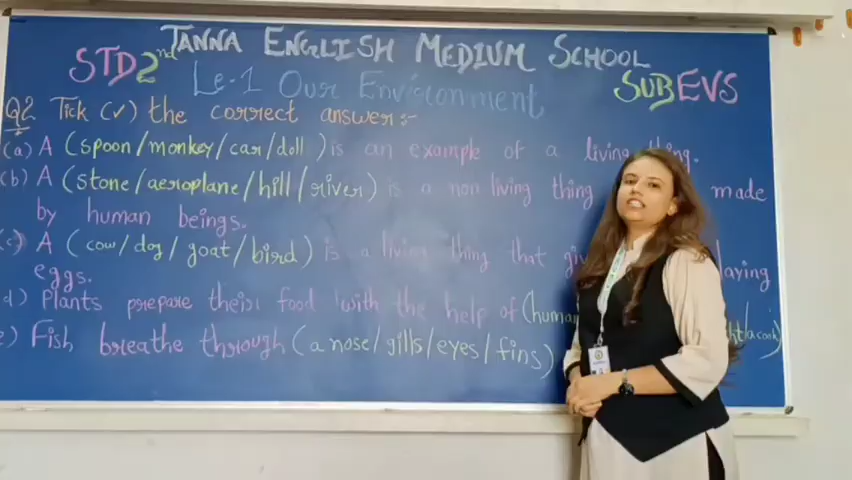 TANNA ENGLISH MEDIUM SCHOOL
STD 2nd
Le.1 Our Environment
SUB EVS
Q2 Tick (✓) the correct answers:-
(a) A (spoon/monkey/car/doll) is an example of a living thing.
(b) A (stone/aeroplane/hill/river) is a non living thing made
by human beings.
(c) A (cow/dog/goat/bird) is a living thing that laying
eggs.
d) Plants prepare their food with the help of (
e) Fish breathe through (a nose/gills/eyes/fins)